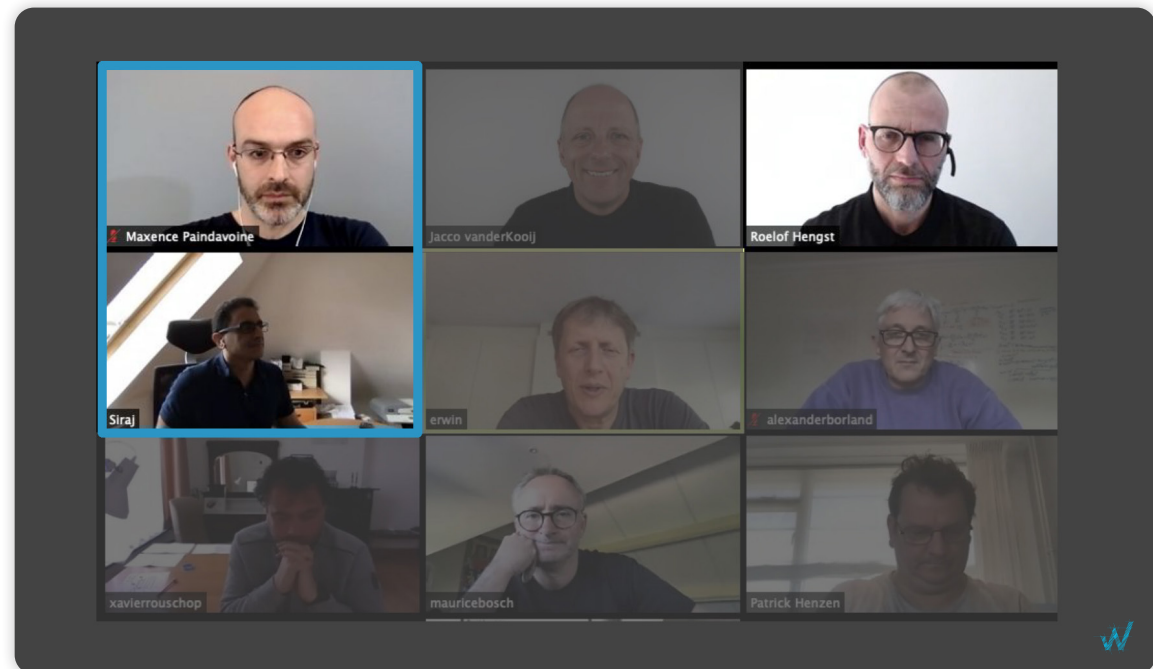 Maxence Paindavoine
Jacco vanderKooij
Roelof Hengst
Siraj
erwin
alexanderborland
xavierrouschop
mauricebosch
Patrick Henzen